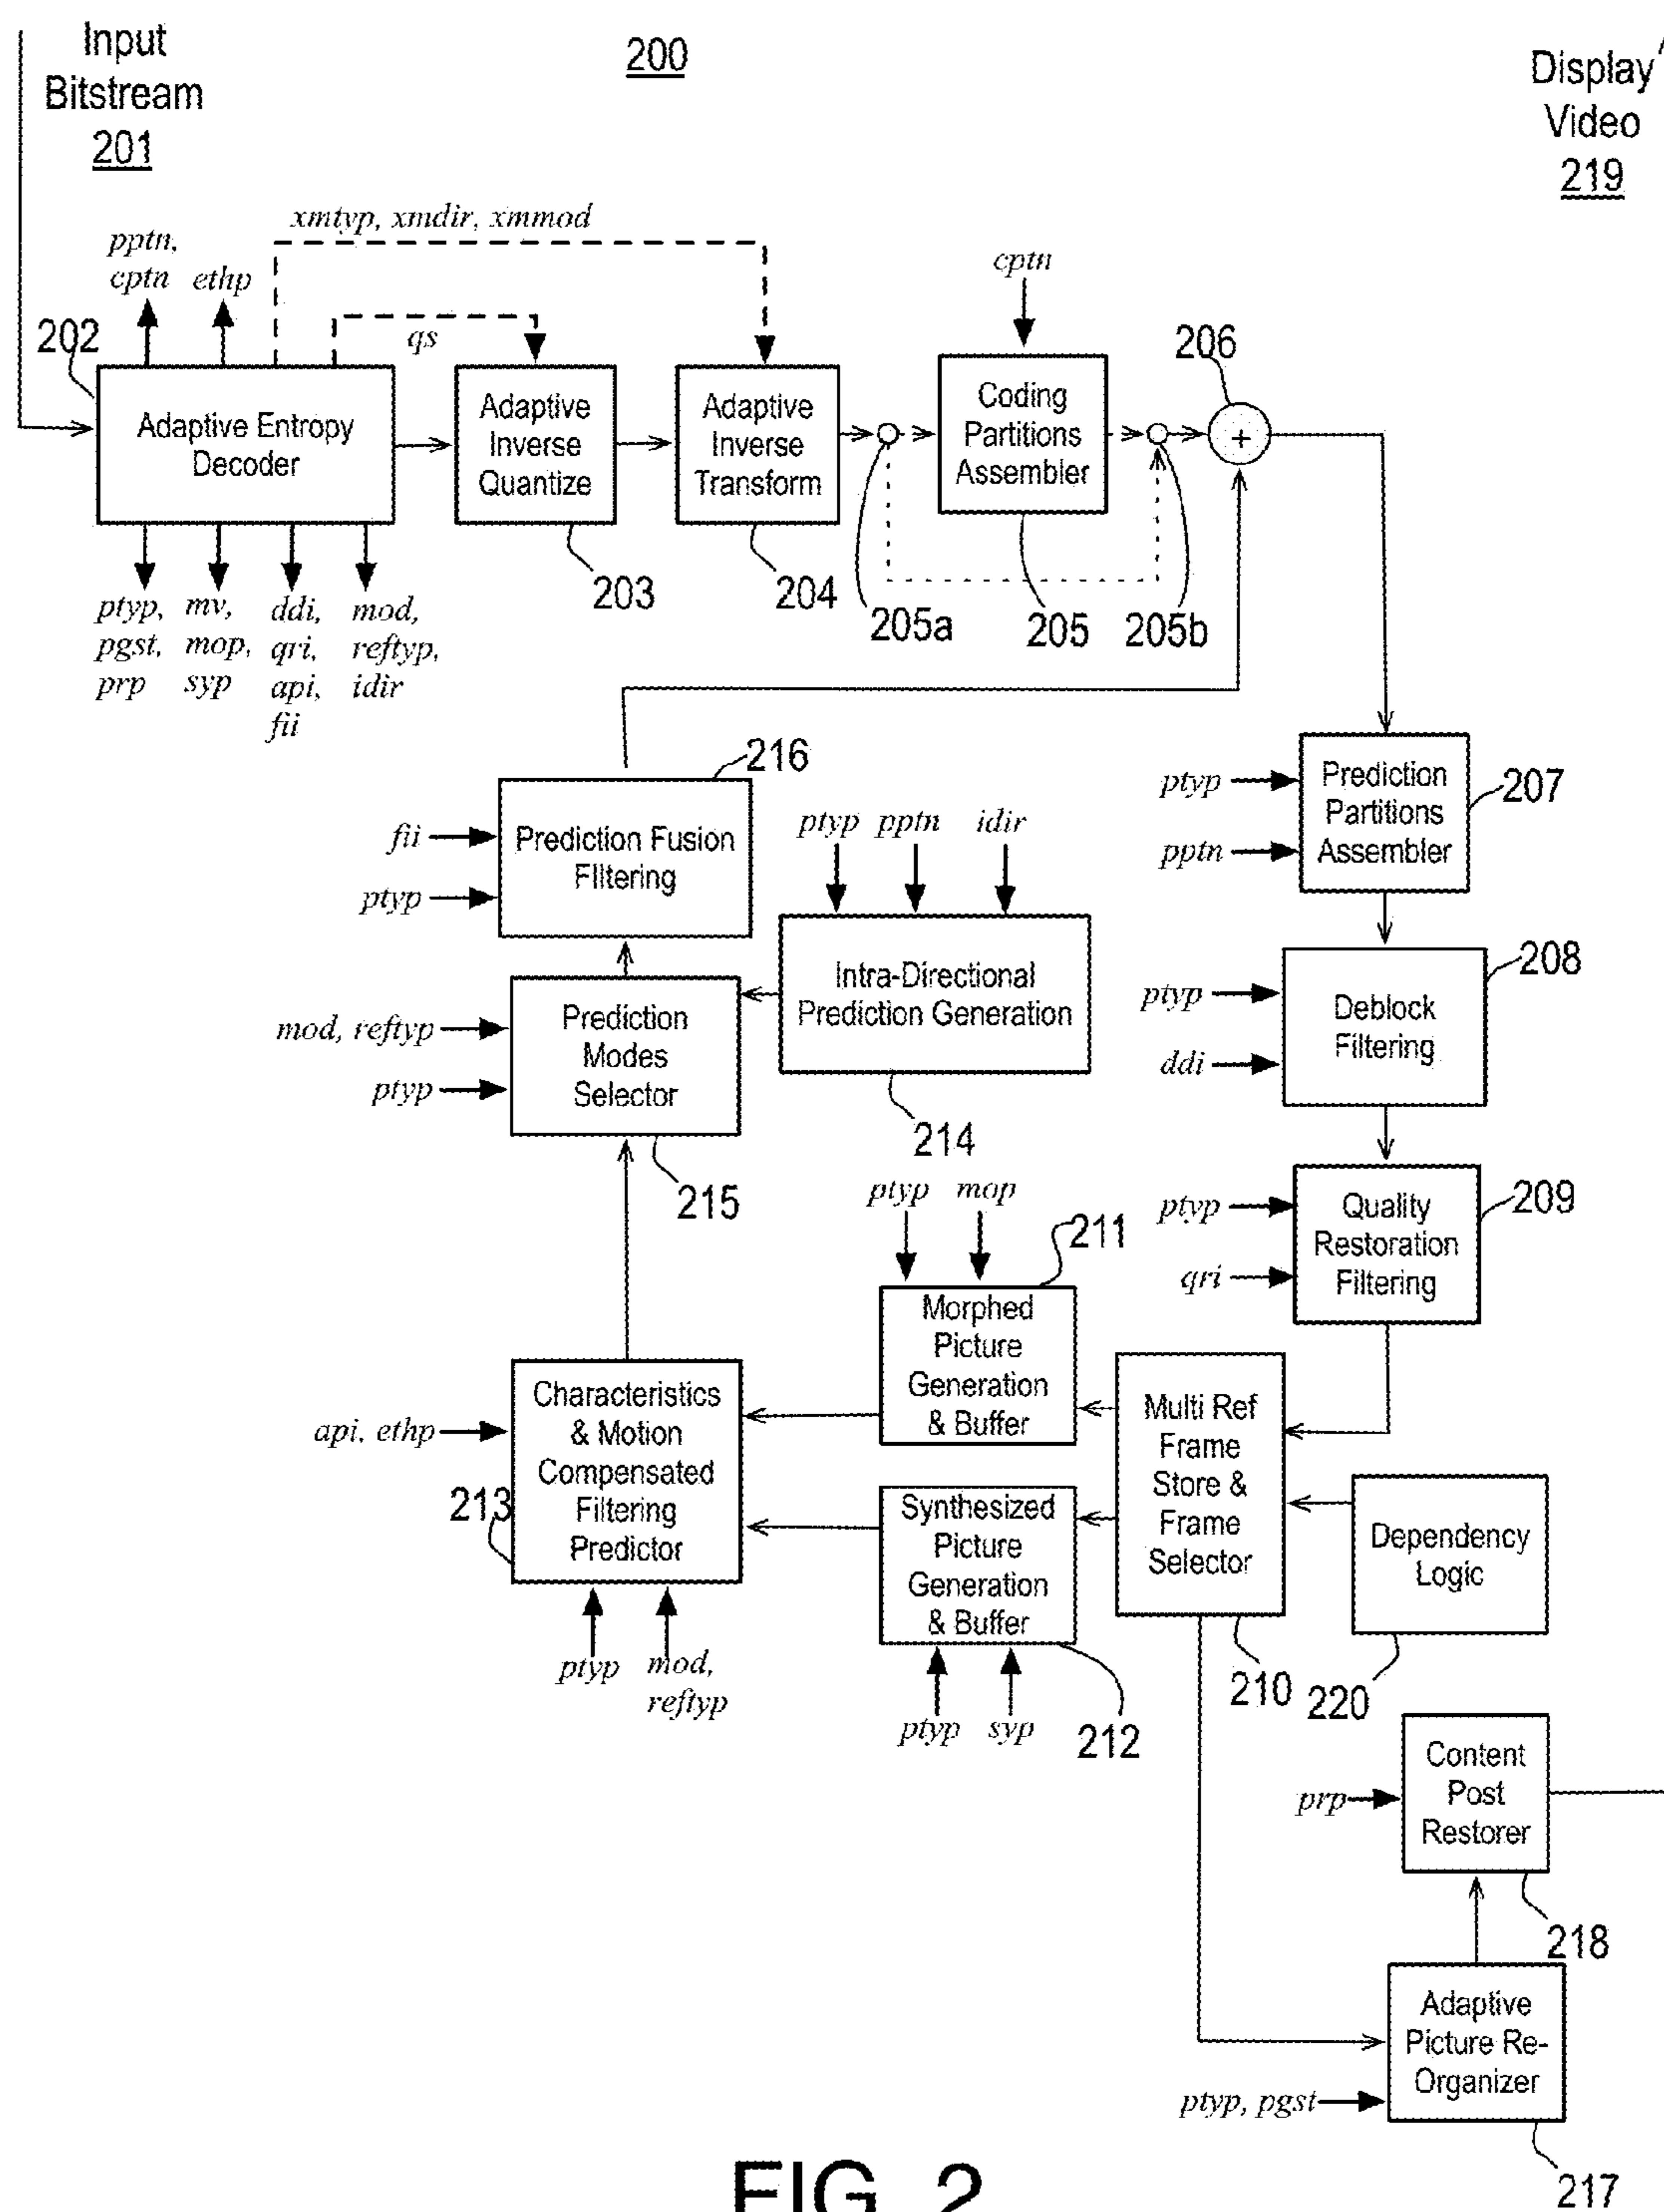 Input
Bitstream
201
200
Display
Video
219
xmtyp, xmdir, xmmod
pptn,
cptn
ethp
qs
cptn
202
206
Adaptive Entropy
Decoder
Adaptive
Inverse
Quantize
Adaptive
Inverse
Transform
Coding
Partitions
Assembler
+
203
204
205a
205
205b
ptyp,
pgst,
prp
mv,
mop,
syp
ddi,
qri,
api,
fii
mod,
reftyp,
idir
216
fii
ptyp
Prediction Fusion
FIltering
ptyp
pptn
idir
ptyp
pptn
Prediction
Partitions
Assembler
207
Intra-Directional
Prediction Generation
214
mod, reftyp
ptyp
Prediction
Modes
Selector
215
ptyp
ddi
Deblock
Filtering
208
ptyp
qri
Quality
Restoration
Filtering
209
ptyp
mop
211
Morphed
Picture
Generation
& Buffer
api, ethp
213
Characteristics
& Motion
Compensated
Filtering
Predictor
ptyp
mod,
reftyp
Synthesized
Picture
Generation
& Buffer
ptyp
syp
212
Multi Ref
Frame
Store &
Frame
Selector
210
Dependency
Logic
220
prp
Content
Post
Restorer
218
Adaptive
Picture Re-
Organizer
ptyp, pgst
217
FIG. 2